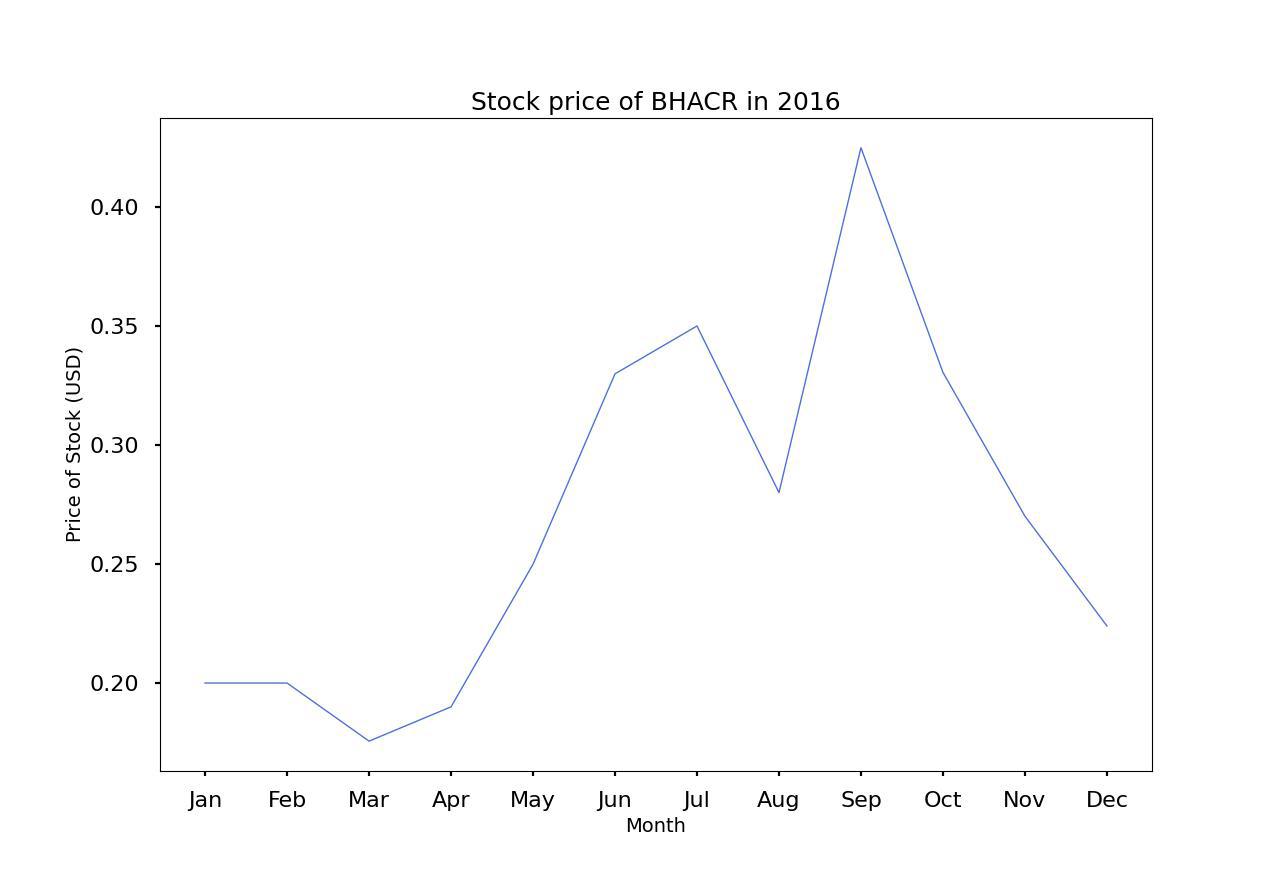 Stock price of BHACR in 2016
Price of Stock (USD)
0.40
0.35
0.30
0.25
0.20
Jan Feb Mar Apr May Jun Jul Aug Sep Oct Nov Dec
Month